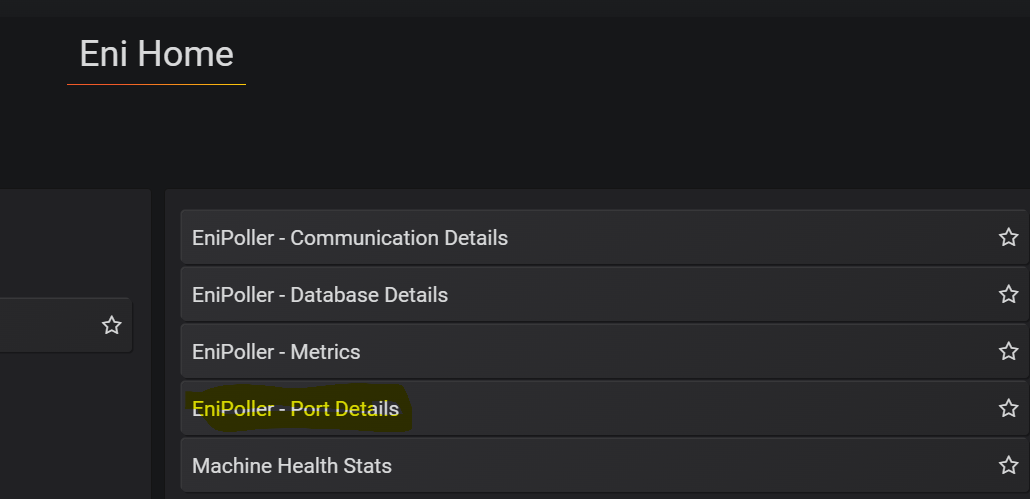 Eni Home
EniPoller - Communication Details
EniPoller - Database Details
EniPoller - Metrics
EniPoller - Port Details
Machine Health Stats